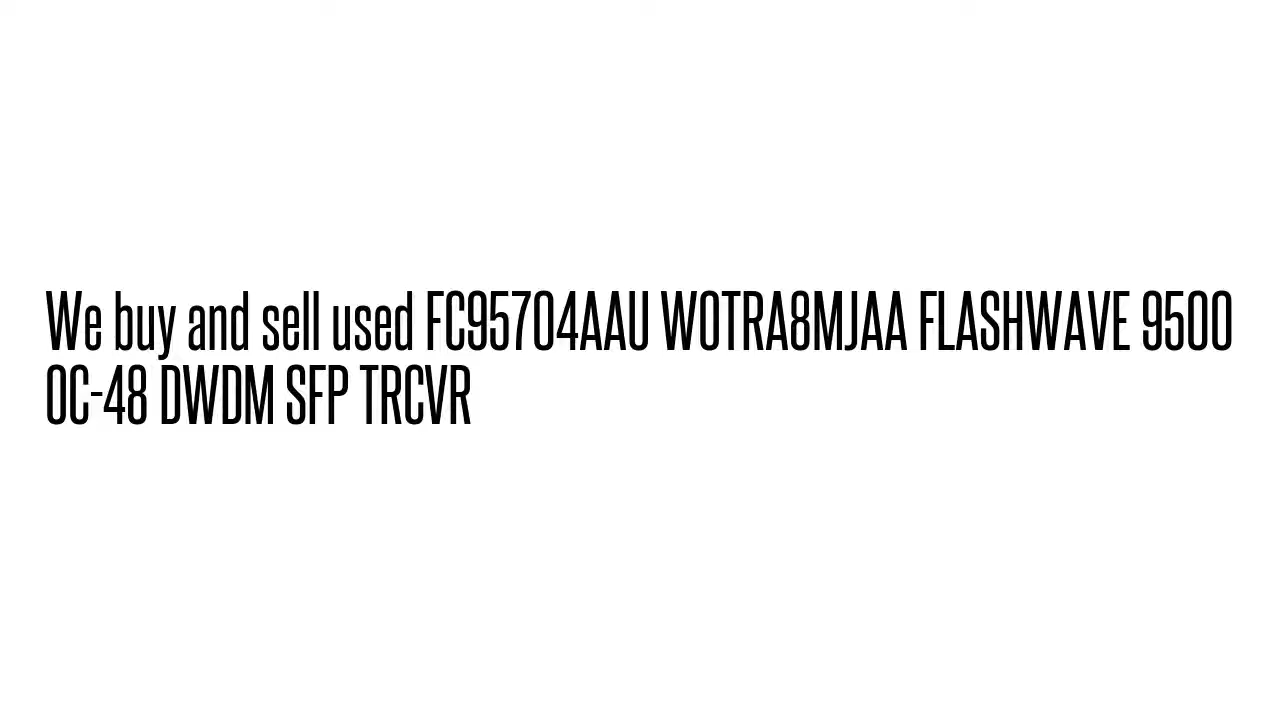 We buy and sell used FC95704AAU WOTRA8MJAA FLASHWAVE 9500
OC-48 DWDM SFP TRCVR